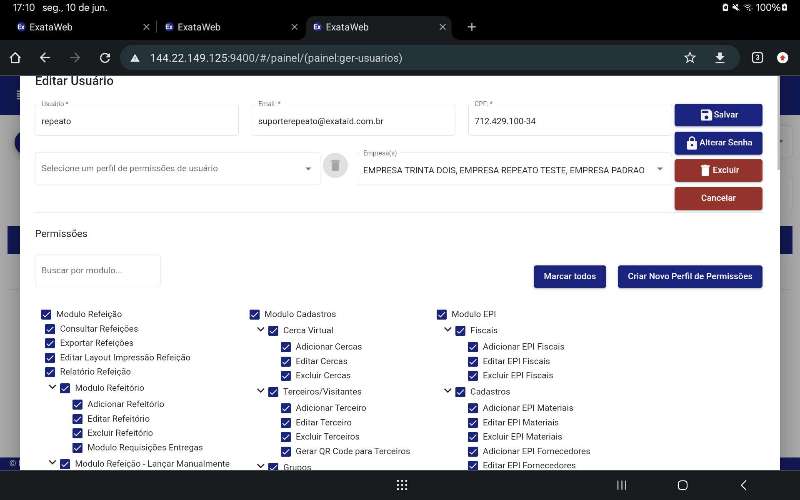 17:10 seg., 10 de jun.
100%
Ex ExataWeb
Ex ExataWeb
Ex ExataWeb
144.22.149.125:9400/#/painel/(painel:ger-usuarios)
3
Editar Usuário
Usuário *
repeato
Email *
suporterepeato@exataid.com.br
CPF *
712.429.100-34
Salvar
Alterar Senha
Excluir
Cancelar
Selecione um perfil de permissões de usuário
Empresa(s)
EMPRESA TRINTA DOIS, EMPRESA REPEATO TESTE, EMPRESA PADRAO
Permissões
Buscar por modulo...
Marcar todos
Criar Novo Perfil de Permissões
Modulo Refeição
Consultar Refeições
Exportar Refeições
Editar Layout Impressão Refeição
Relatório Refeição
Modulo Refeitório
Adicionar Refeitório
Editar Refeitório
Excluir Refeitório
Modulo Requisições Entregas
Modulo Refeição - Lançar Manualmente
Modulo Cadastros
Cerca Virtual
Adicionar Cercas
Editar Cercas
Excluir Cercas
Terceiros/Visitantes
Adicionar Terceiro
Editar Terceiro
Excluir Terceiros
Gerar QR Code para Terceiros
Grupos
Modulo EPI
Fiscais
Adicionar EPI Fiscais
Editar EPI Fiscais
Excluir EPI Fiscais
Cadastros
Adicionar EPI Materiais
Editar EPI Materiais
Excluir EPI Materiais
Adicionar EPI Fornecedores
Editar EPI Fornecedores